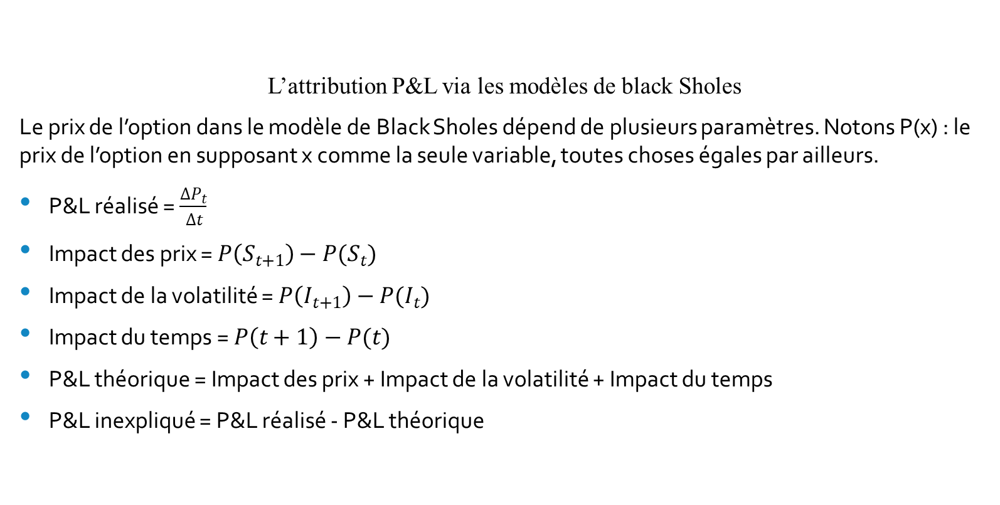 L’attribution P&L via les modèles de black Sholes
Le prix de l’option dans le modèle de Black Sholes dépend de plusieurs paramètres. Notons P(x) : le
prix de l’option en supposant x comme la seule variable, toutes choses égales par ailleurs.
• P&L réalisé = $\frac{\Delta P_t}{\Delta t}$
• Impact des prix = $P(S_{t+1}) - P(S_t)$
• Impact de la volatilité = $P(I_{t+1}) - P(I_t)$
• Impact du temps = $P(t + 1) - P(t)$
• P&L théorique = Impact des prix + Impact de la volatilité + Impact du temps
• P&L inexpliqué = P&L réalisé - P&L théorique